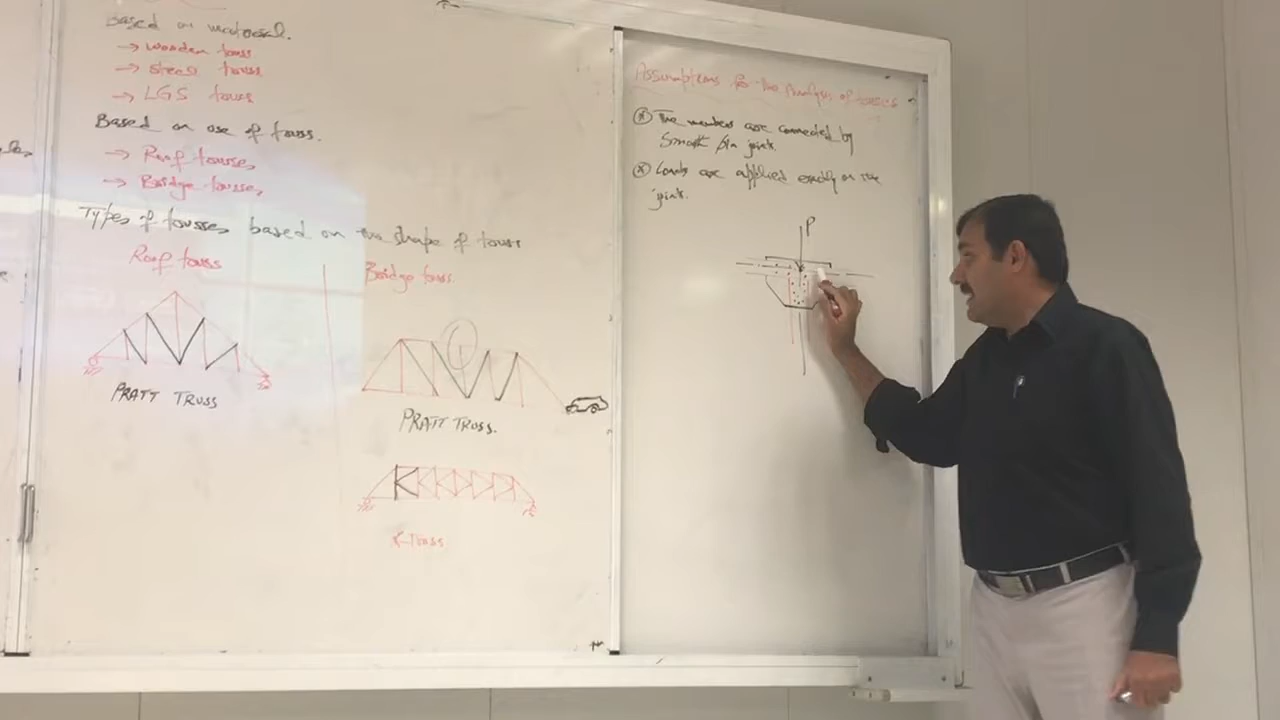 Based on material.
→ wooden truss
→ Steel truss
→ LGS truss
Based on use of truss.
→ Roof trusses
→ Bridge trusses
Types of trusses based on the shape of truss
Roof truss
Bridge truss.
PRATT TRUSS
PRATT TRUSS.
K-Truss
Assumptions for the Analysis of trusses
The members are connected by
Smooth pin joints.
Loads are applied exactly on the
joints.
P